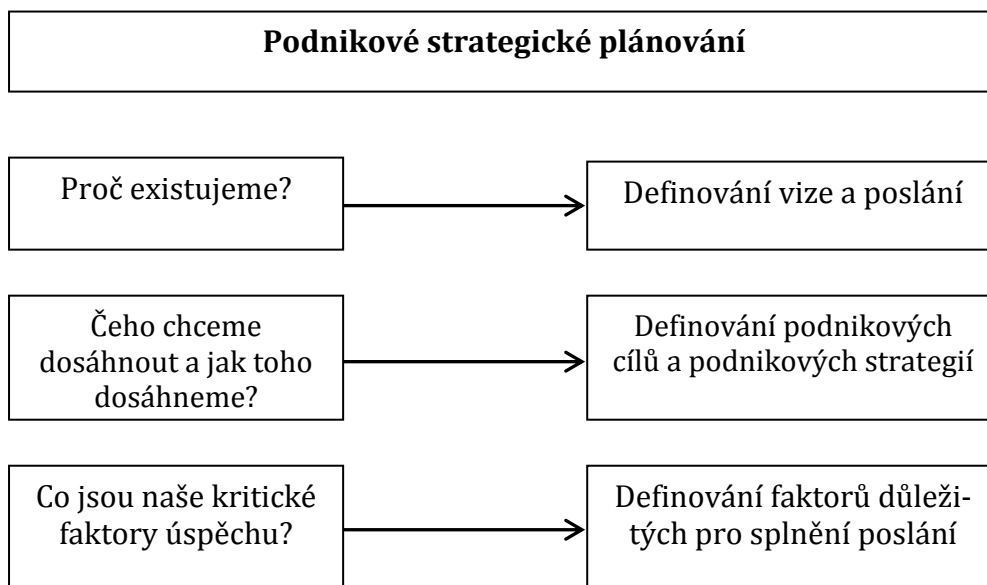 Podnikové strategické plánování
Proč existujeme?
Definování vize a poslání
Čeho chceme
dosáhnout a jak toho
dosáhneme?
Definování podnikových
cílů a podnikových strategií
Co jsou naše kritické
faktory úspěchu?
Definování faktorů důleži-
tých pro splnění poslání